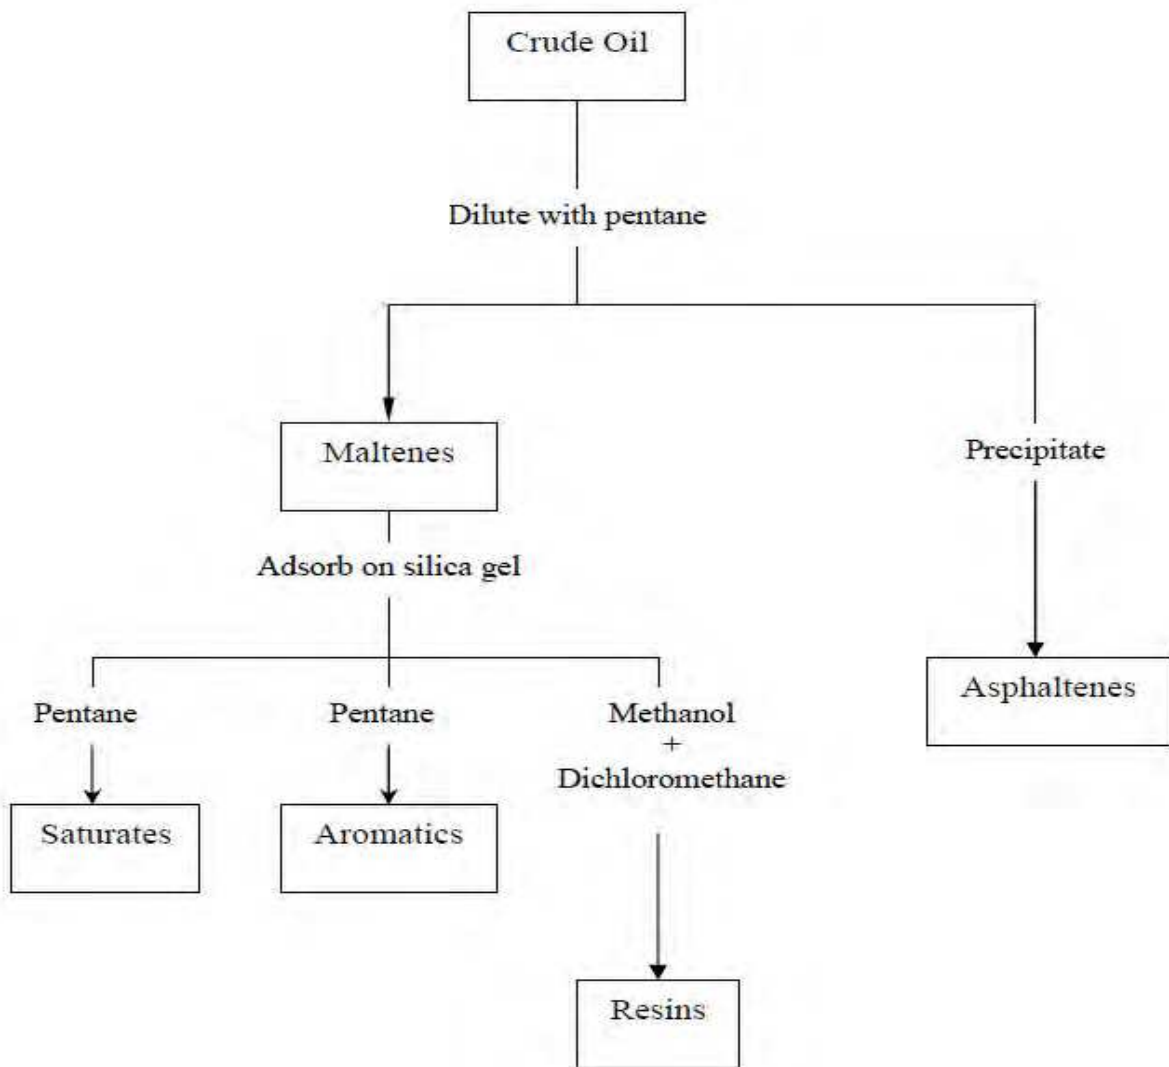 Crude Oil
Dilute with pentane
Maltenes
Precipitate
Adsorb on silica gel
Asphaltenes
Pentane
Pentane
Methanol
+
Dichloromethane
Saturates
Aromatics
Resins